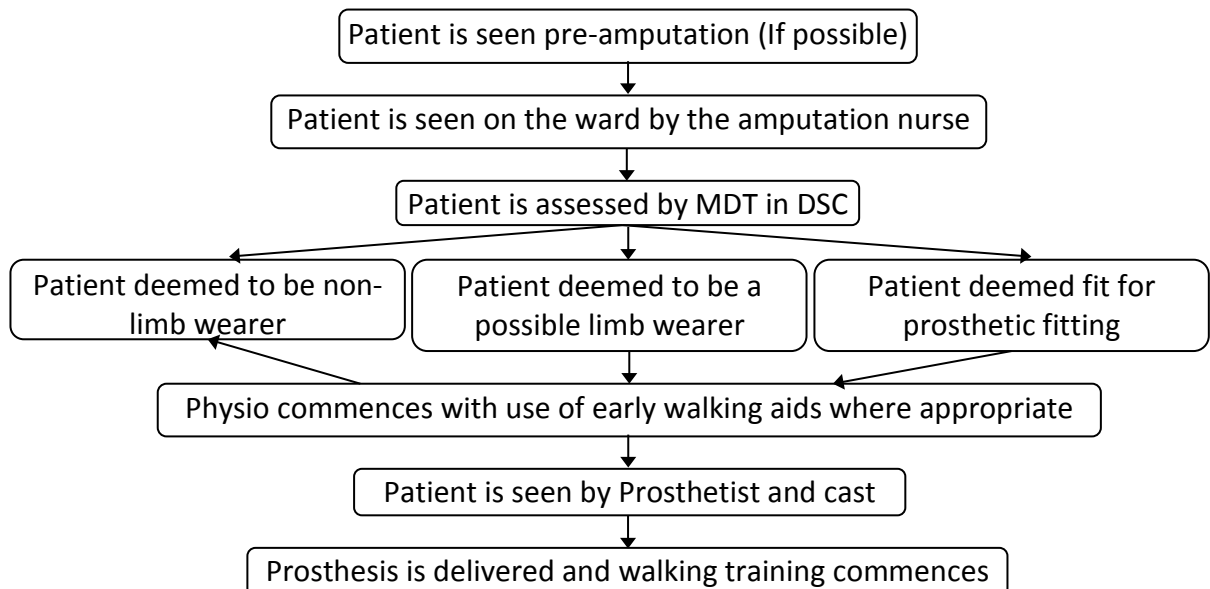 Patient is seen pre-amputation (If possible)
Patient is seen on the ward by the amputation nurse
Patient is assessed by MDT in DSC
Patient deemed to be non-
limb wearer
Patient deemed to be a
possible limb wearer
Patient deemed fit for
prosthetic fitting
Physio commences with use of early walking aids where appropriate
Patient is seen by Prosthetist and cast
Prosthesis is delivered and walking training commences